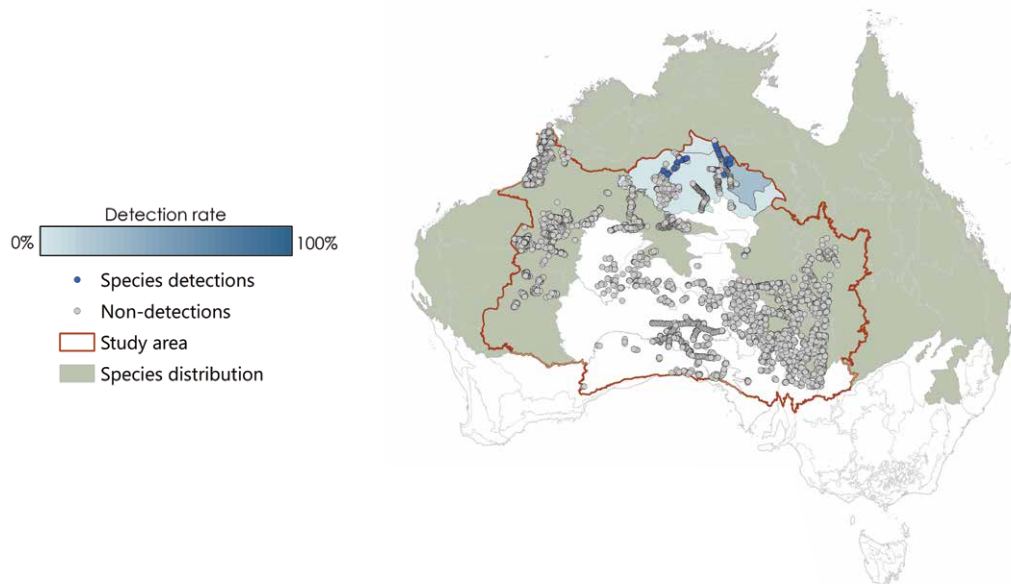 Detection rate
0% 100%
Species detections
Non-detections
Study area
Species distribution